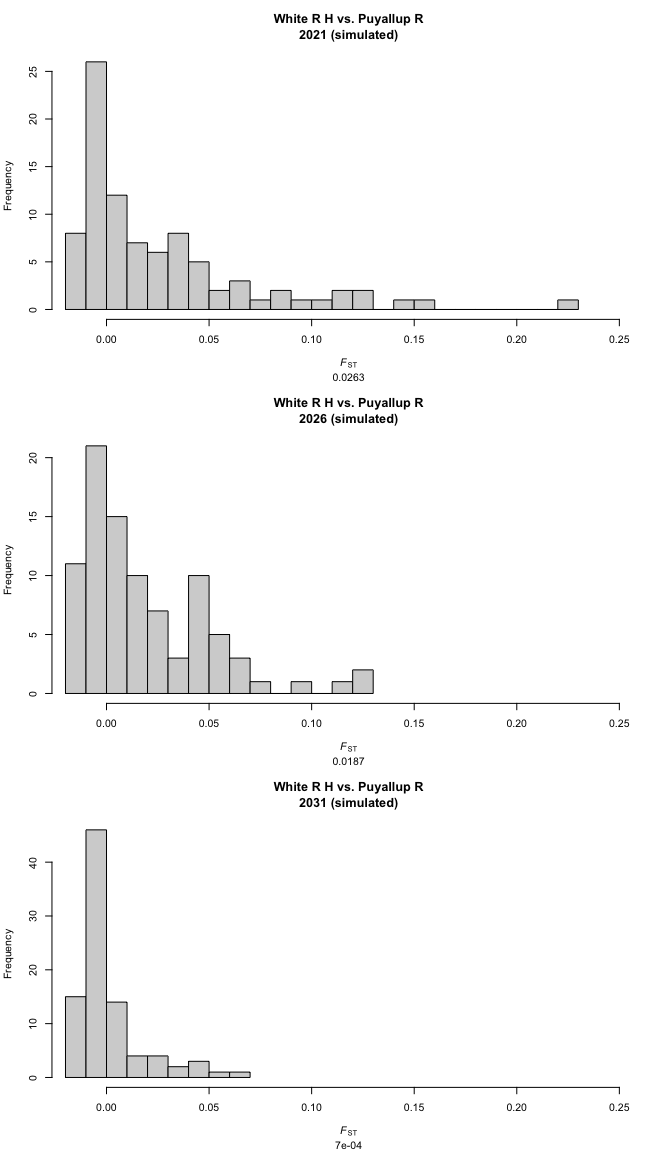 White R H vs. Puyallup R
2021 (simulated)
Frequency
25
20
15
10
5
0
0.00 0.05 0.10 0.15 0.20 0.25
FST
0.0263
White R H vs. Puyallup R
2026 (simulated)
Frequency
20
15
10
5
0
0.00 0.05 0.10 0.15 0.20 0.25
FST
0.0187
White R H vs. Puyallup R
2031 (simulated)
Frequency
40
30
20
10
0
0.00 0.05 0.10 0.15 0.20 0.25
FST
7e-04